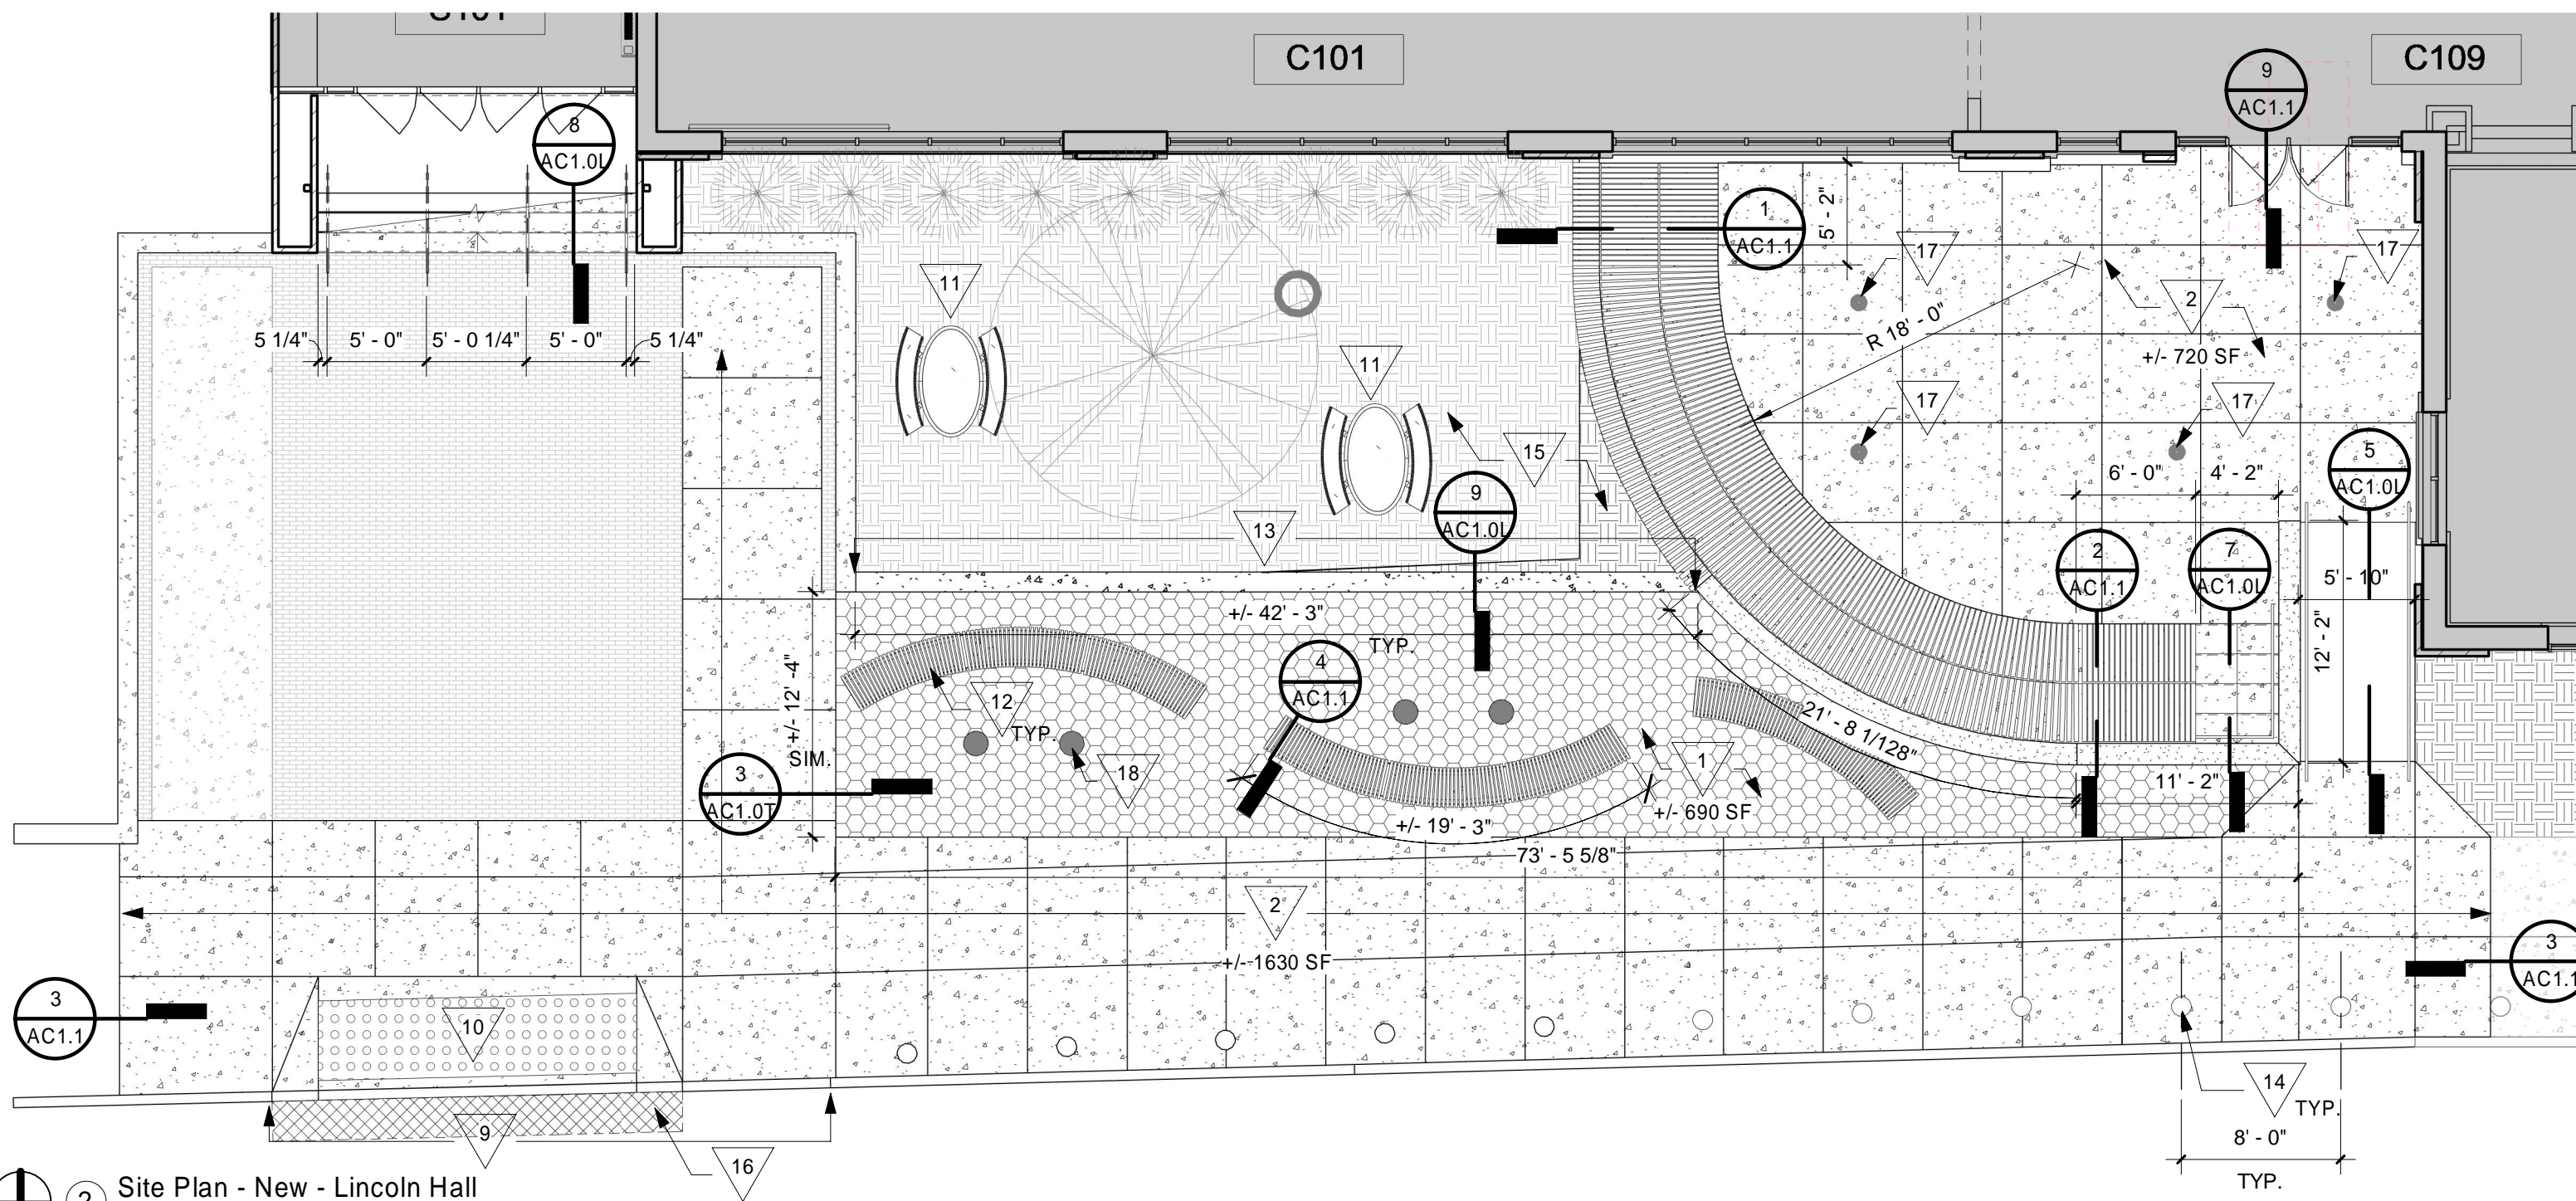 C101
C109
9
AC1.1
8
AC1.0L
1
AC1.1
5' - 2"
17
17
2
+/- 720 SF
R 18' - 0"
11
11
5 1/4"
5' - 0"
5' - 0 1/4"
5' - 0"
5 1/4"
17
17
15
6' - 0"
4' - 2"
5
AC1.0L
9
AC1.0L
13
2
AC1.1
7
AC1.0L
5' - 10"
12' - 2"
+/- 42' - 3"
TYP.
4
AC1.1
+/- 12' -4"
12
TYP.
SIM.
3
AC1.0T
18
21' - 8 1/128"
1
+/- 690 SF
11' - 2"
+/- 19' - 3"
73' - 5 5/8"
2
+/- 1630 SF
3
AC1.1
3
AC1.1
10
14
TYP.
9
16
8' - 0"
TYP.
2
Site Plan - New - Lincoln Hall